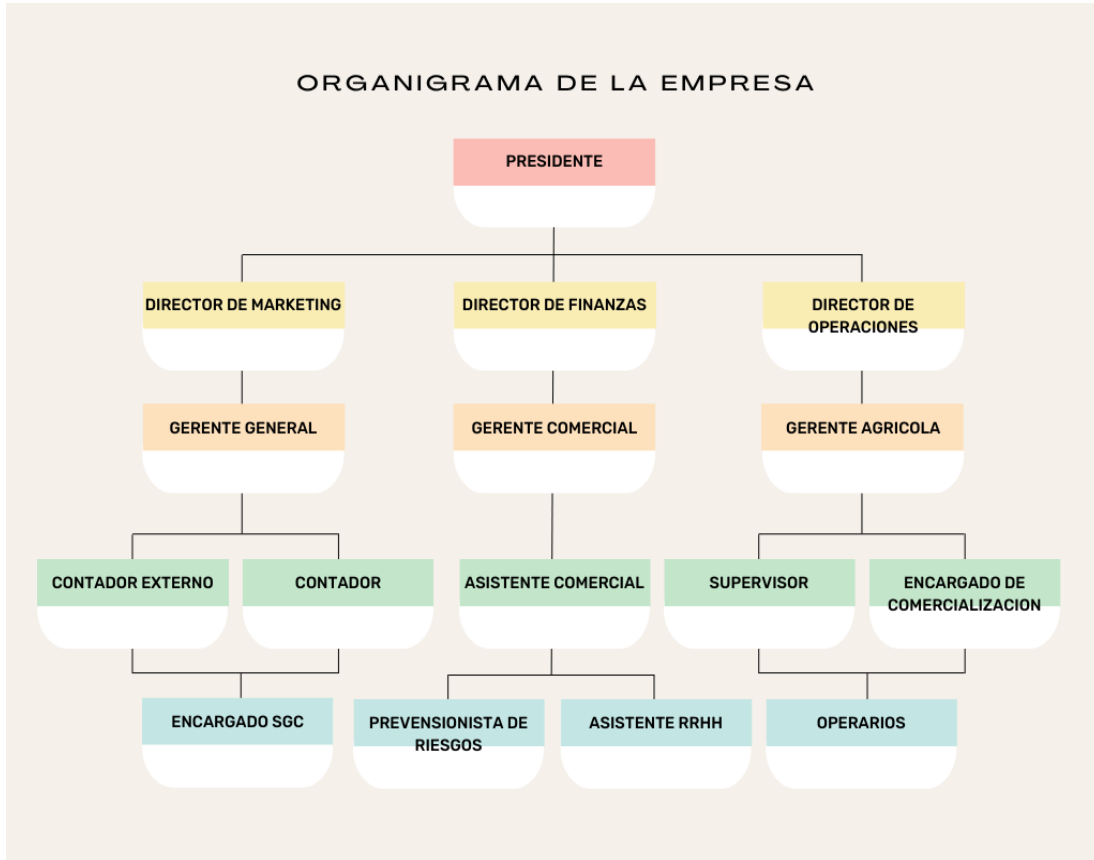 ORGANIGRAMA DE LA EMPRESA
PRESIDENTE
DIRECTOR DE MARKETING
DIRECTOR DE FINANZAS
DIRECTOR DE
OPERACIONES
GERENTE GENERAL
GERENTE COMERCIAL
GERENTE AGRICOLA
CONTADOR EXTERNO
CONTADOR
ASISTENTE COMERCIAL
SUPERVISOR
ENCARGADO DE
COMERCIALIZACION
ENCARGADO SGC
PREVENSIONISTA DE
RIESGOS
ASISTENTE RRHH
OPERARIOS